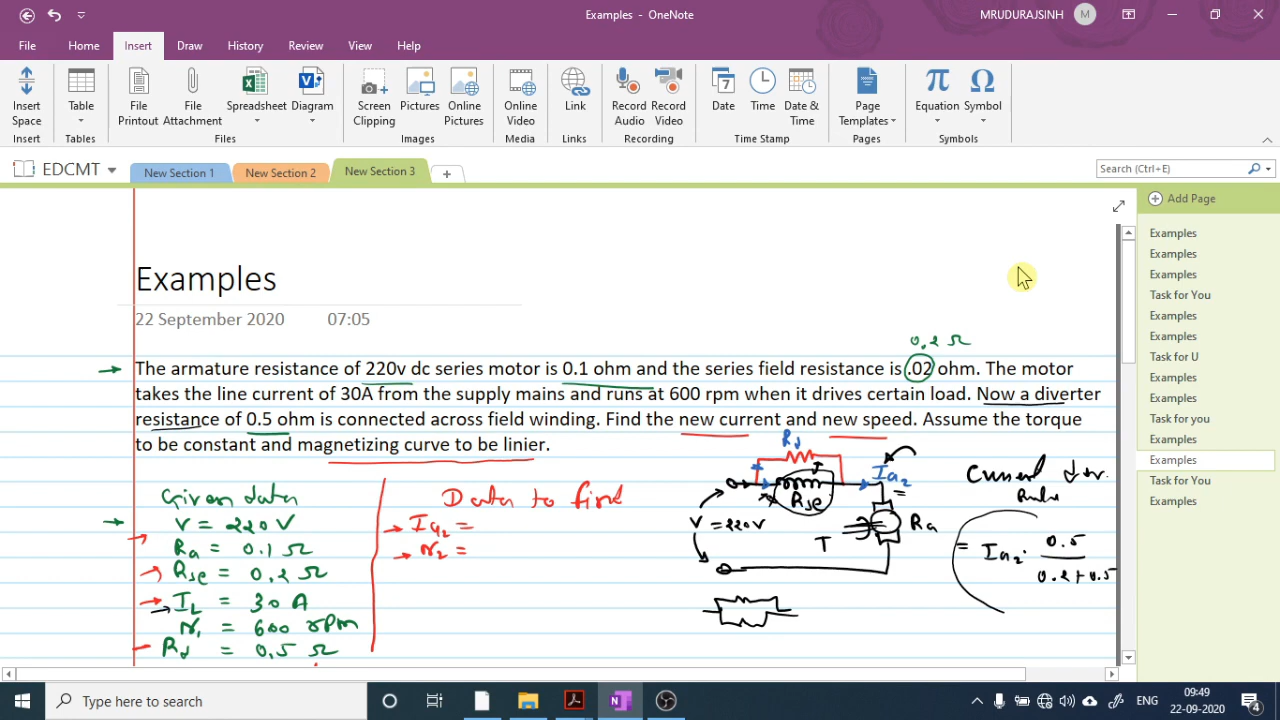 Examples - OneNote
MRUDURAJSINH M
File Home Insert Draw History Review View Help
Insert Space
Table
File Printout
File Attachment
Spreadsheet
Diagram
Screen Clipping
Pictures
Online Pictures
Online Video
Link
Record Audio
Record Video
Date
Time
Date & Time
Page Templates
Equation
Symbol
Insert Tables Files Images Media Links Recording Time Stamp Pages Symbols
EDCMT New Section 1 New Section 2 New Section 3 +
Search (Ctrl+E)
Add Page
Examples
Examples
Examples
Task for You
Examples
Examples
Task for U
Examples
Examples
Task for you
Examples
Examples
Task for You
Examples
Examples
22 September 2020 07:05
0.2 Ω
The armature resistance of 220v dc series motor is 0.1 ohm and the series field resistance is .02 ohm. The motor
takes the line current of 30A from the supply mains and runs at 600 rpm when it drives certain load. Now a diverter
resistance of 0.5 ohm is connected across field winding. Find the new current and new speed. Assume the torque
to be constant and magnetizing curve to be linier.
Given data
V = 220 V
Ra = 0.1 Ω
Rse = 0.2 Ω
IL = 30 A
N1 = 600 rpm
Rd = 0.5 Ω
Data to find
Ia2 =
N2 =
Rd
+
Rse
Ia2
V = 220V
T
Ra
Current div.
Rule
= Ia2 . 0.5
0.2+0.5
Type here to search
ENG
09:49
22-09-2020
4